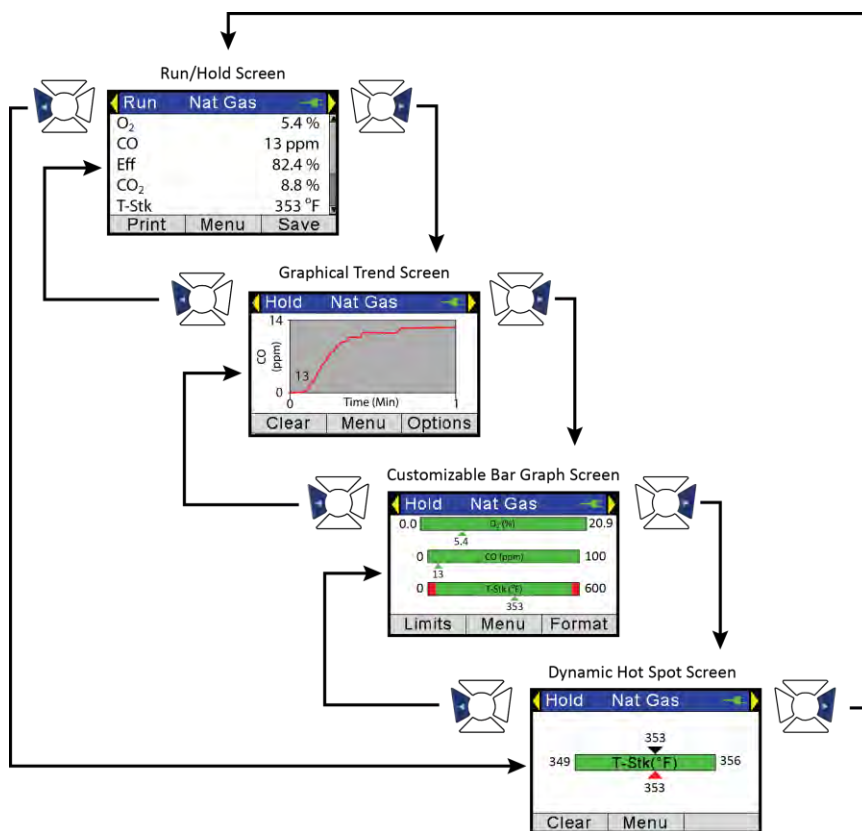 Run/Hold Screen
Run Nat Gas
O₂ 5.4 %
CO 13 ppm
Eff 82.4 %
CO₂ 8.8 %
T-Stk 353 °F
Print Menu Save
Graphical Trend Screen
Hold Nat Gas
14
CO
(ppm)
13
0
0 Time (Min) 1
Clear Menu Options
Customizable Bar Graph Screen
Hold Nat Gas
0.0 O₂ (%) 20.9
5.4
0 CO (ppm) 100
13
0 T-Stk (°F) 600
353
Limits Menu Format
Dynamic Hot Spot Screen
Hold Nat Gas
353
349 T-Stk(°F) 356
353
Clear Menu